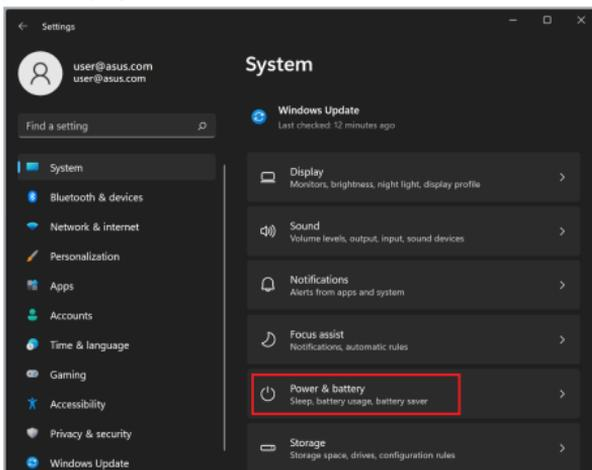 Settings
user@asus.com
user@asus.com
Find a setting
System
Bluetooth & devices
Network & internet
Personalization
Apps
Accounts
Time & language
Gaming
Accessibility
Privacy & security
Windows Update
System
Windows Update
Last checked: 12 minutes ago
Display
Monitors, brightness, night light, display profile
Sound
Volume levels, output, input, sound devices
Notifications
Alerts from apps and system
Focus assist
Notifications, automatic rules
Power & battery
Sleep, battery usage, battery saver
Storage
Storage space, drives, configuration rules